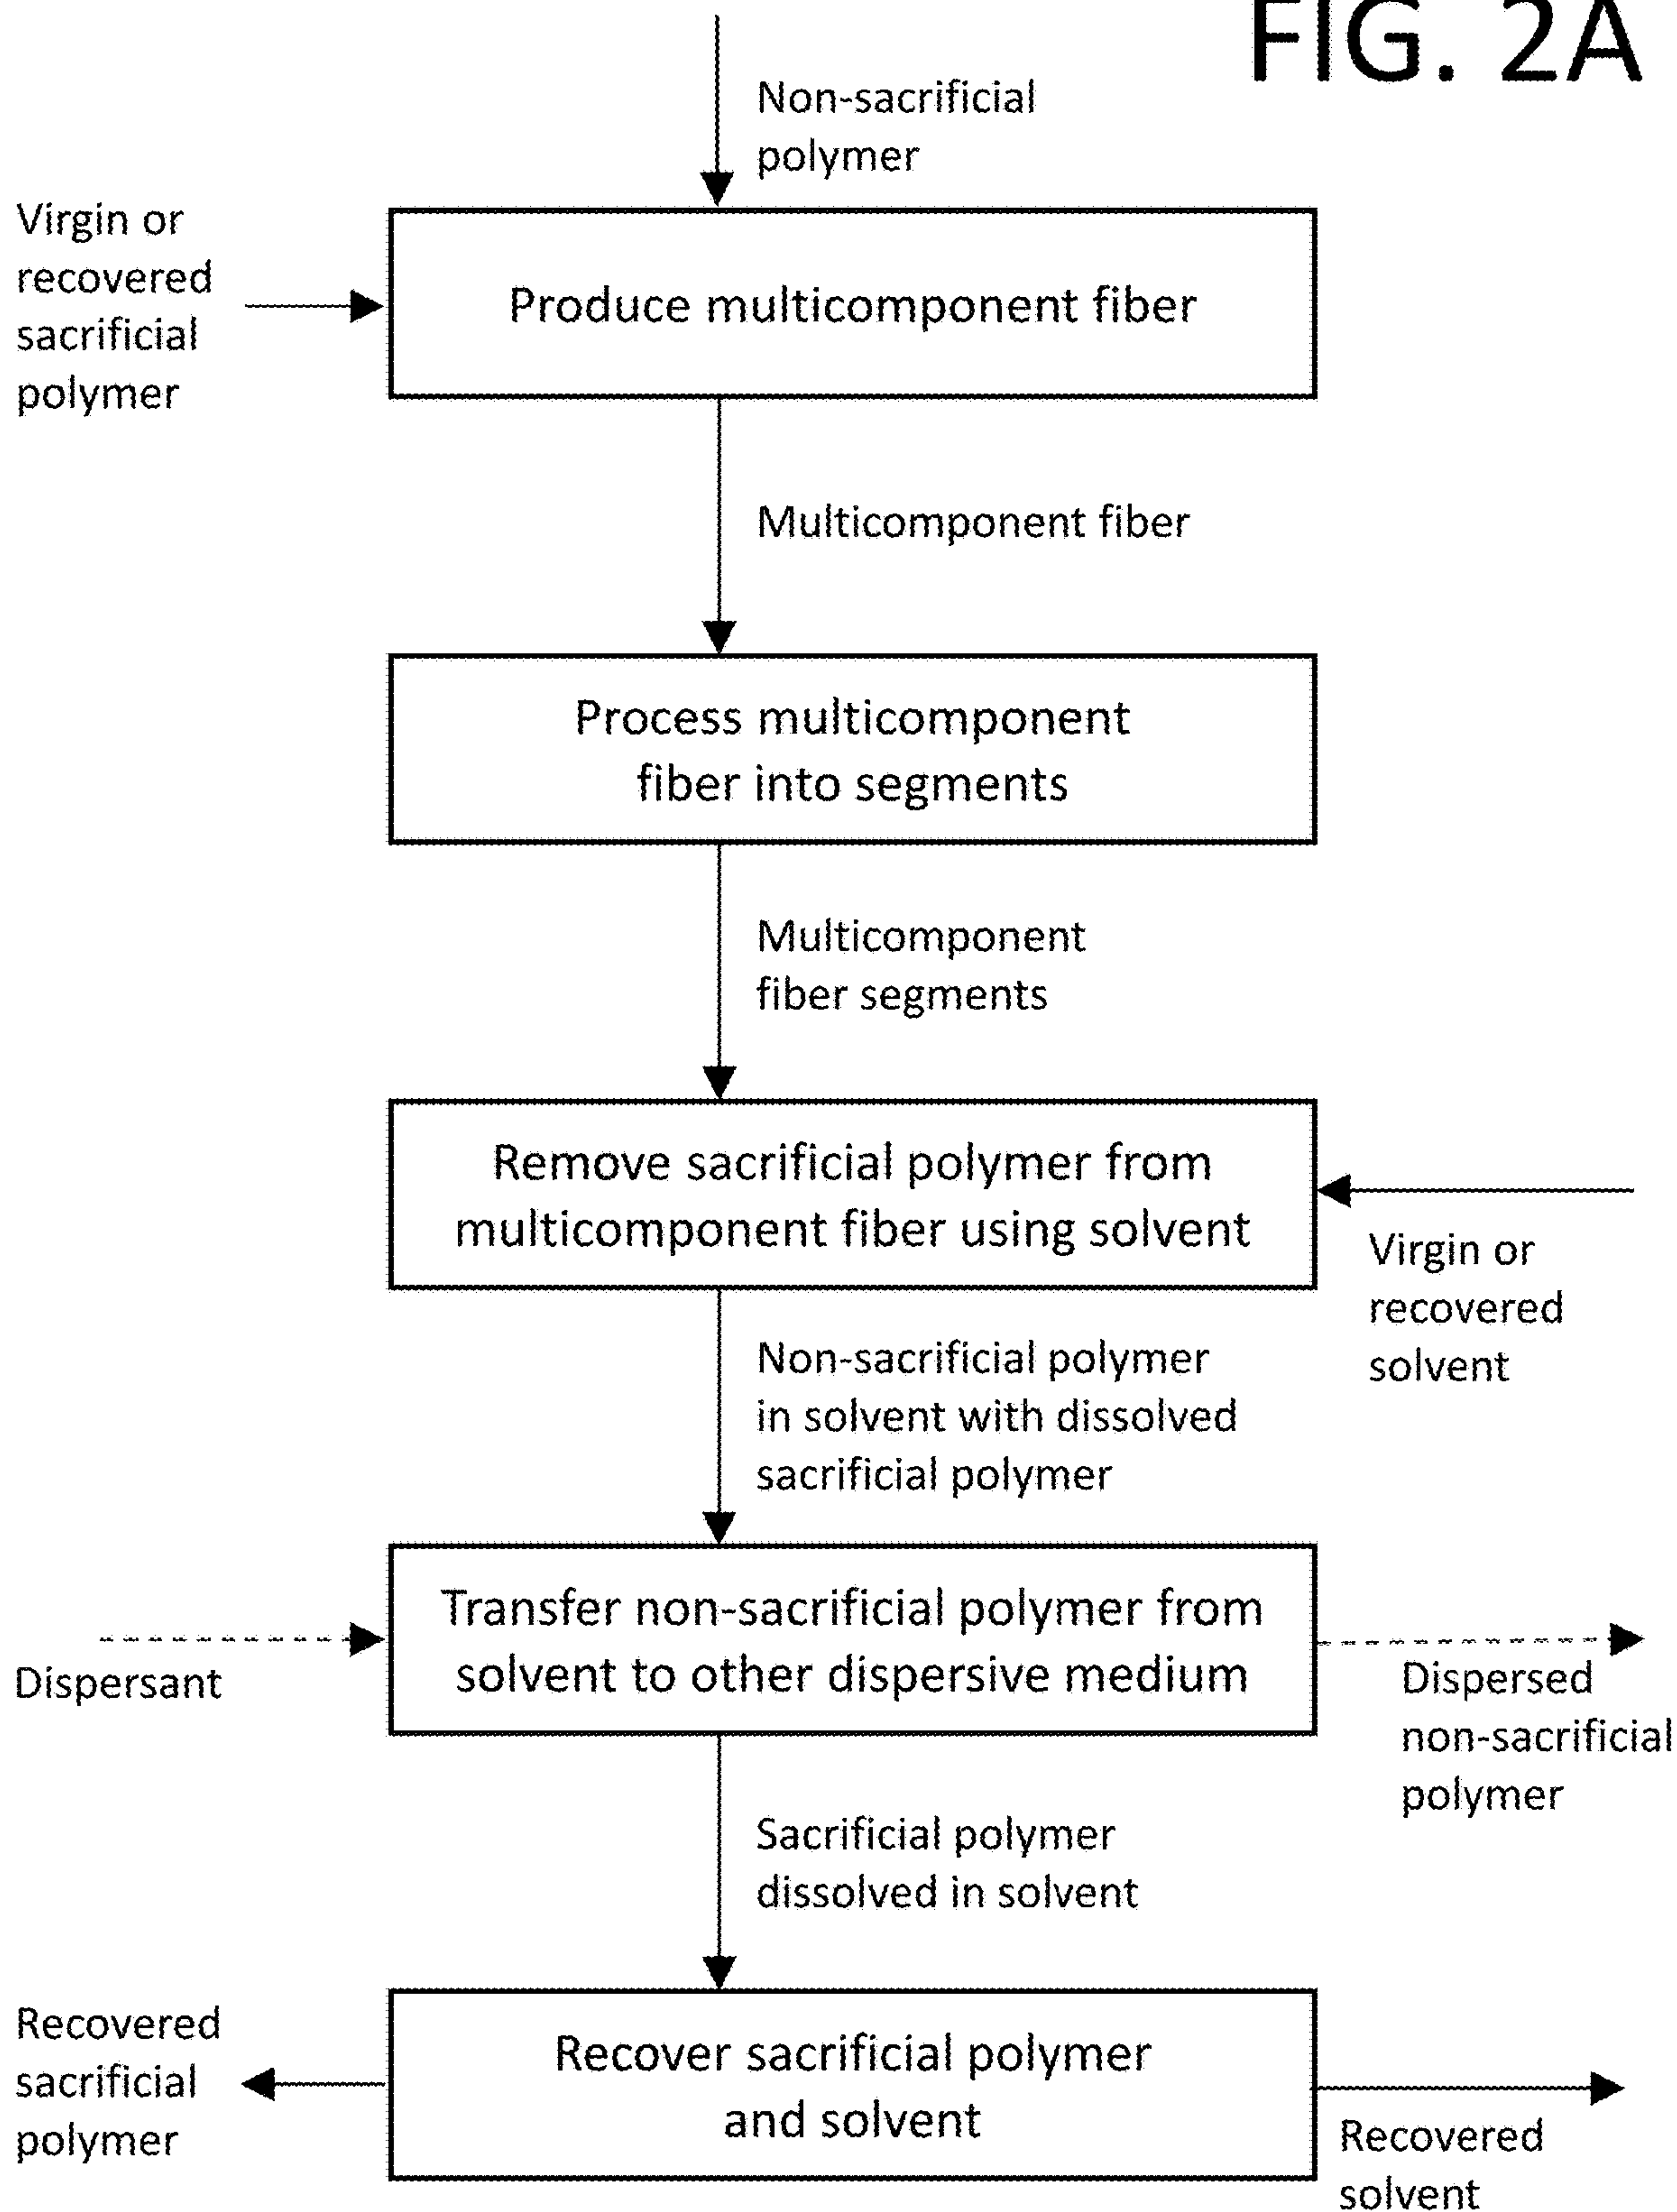 FIG. 2A
Non-sacrificial
polymer
Virgin or
recovered
sacrificial
polymer
Produce multicomponent fiber
Multicomponent fiber
Process multicomponent
fiber into segments
Multicomponent
fiber segments
Remove sacrificial polymer from
multicomponent fiber using solvent
Virgin or
recovered
solvent
Non-sacrificial polymer
in solvent with dissolved
sacrificial polymer
Transfer non-sacrificial polymer from
solvent to other dispersive medium
Dispersant
Dispersed
non-sacrificial
polymer
Sacrificial polymer
dissolved in solvent
Recovered
sacrificial
polymer
Recover sacrificial polymer
and solvent
Recovered
solvent